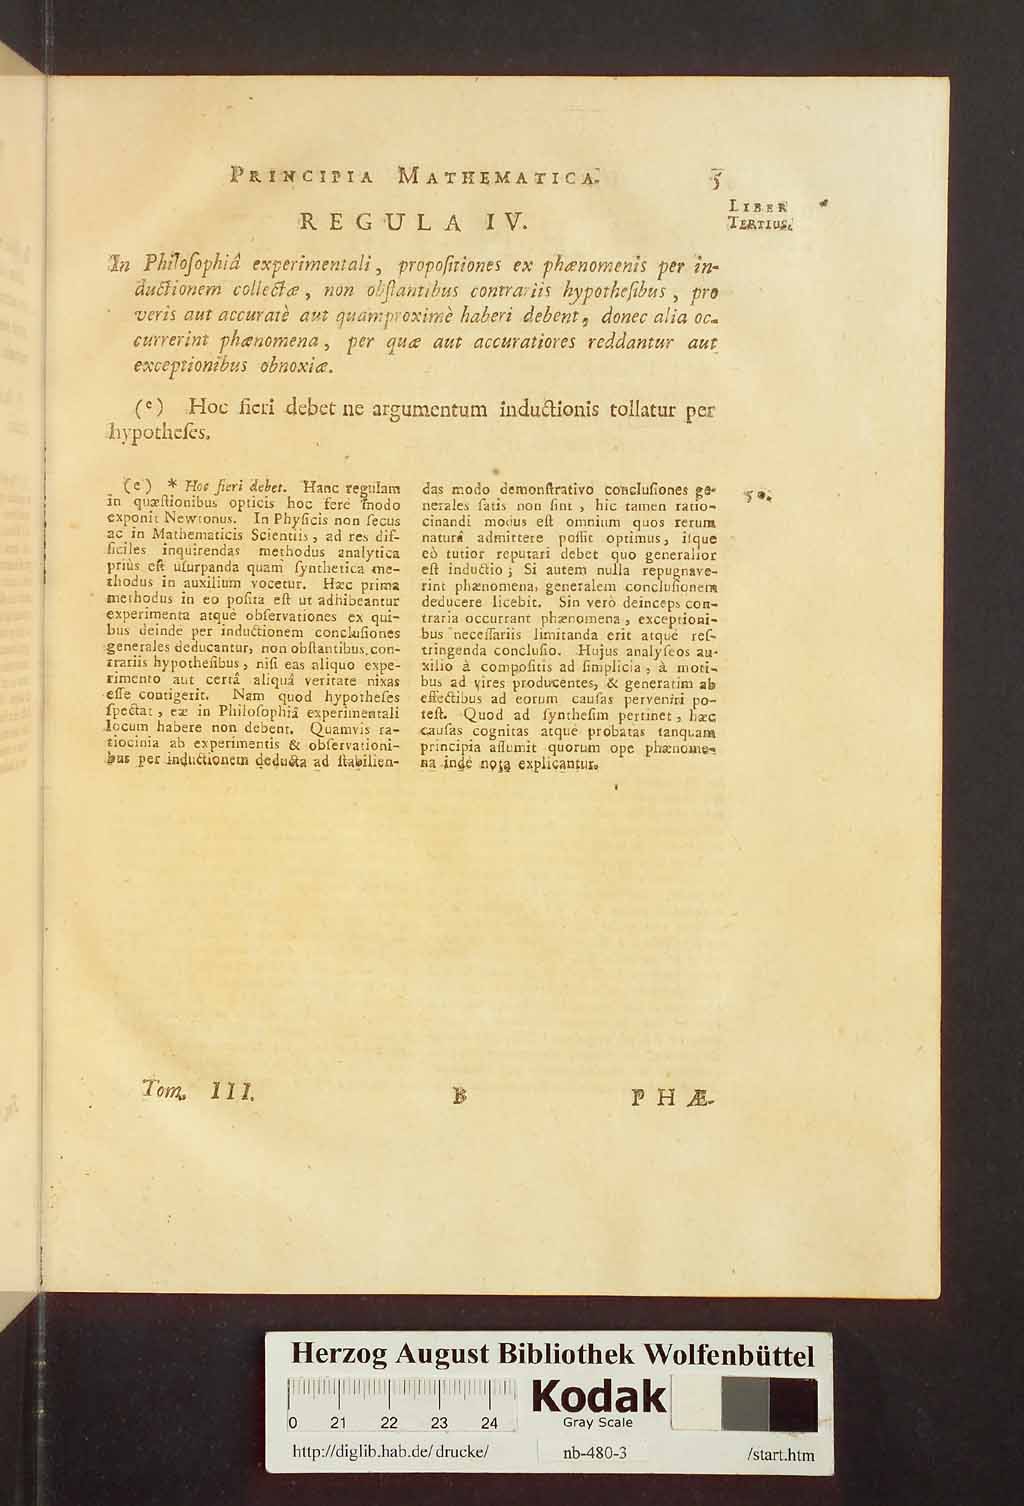 PRINCIPIA MATHEMATICA. 5
LIBER
TERTIUS.
REGULA IV.
In Philoſophiâ experimentali, propoſitiones ex phænomenis per in-
ductionem collectæ, non obſtantibus contrariis hypotheſibus, pro
veris aut accuratè aut quamproximè haberi debent, donec alia oc-
currerint phænomena, per quæ aut accuratiores reddantur aut
exceptionibus obnoxiæ.
(e) Hoc fieri debet ne argumentum inductionis tollatur per
hypotheſes.
(e) * Hoc fieri debet. Hanc regulam
in quæſtionibus opticis hoc ferè modo
exponit Newtonus. In Phyſicis non ſecus
ac in Mathematicis Scientiis, ad res dif-
ficiles inquirendas methodus analytica
priùs eſt uſurpanda quam ſynthetica me-
thodus in auxilium vocetur. Hæc prima
methodus in eo poſita eſt ut adhibeantur
experimenta atque obſervationes ex qui-
bus deinde per inductionem concluſiones
generales deducantur, non obſtantibus con-
trariis hypotheſibus, niſi eas aliquo expe-
rimento aut certâ aliquâ veritate nixas
eſſe contigerit. Nam quod hypotheſes
ſpectat, eæ in Philoſophiâ experimentali
locum habere non debent. Quamvis ra-
tiocinia ab experimentis & obſervationi-
bus per inductionem deducta ad ſtabilien-
das modo demonſtrativo concluſiones ge-
nerales ſatis non ſint, hic tamen ratio-
cinandi modus eſt omnium quos rerum
natura admittere poſſit optimus, iſque
eò tutior reputari debet quo generalior
eſt inductio; Si autem nulla repugnave-
rint phænomena, generalem concluſionem
deducere licebit. Sin verò deinceps con-
traria occurrant phænomena, exceptioni-
bus neceſſariis limitanda erit atque reſ-
tringenda concluſio. Hujus analyſeos au-
xilio à compoſitis ad ſimplicia, à moti-
bus ad vires producentes, & generatim ab
effectibus ad eorum cauſas perveniri po-
teſt. Quod ad ſyntheſim pertinet, hæc
cauſas cognitas atque probatas tanquam
principia aſſumit quorum ope phænome-
na inde nota explicantur.
Tom. III. B PHÆ-
Herzog August Bibliothek Wolfenbüttel
0 21 22 23 24
Kodak
Gray Scale
http://diglib.hab.de/drucke/ nb-480-3 /start.htm